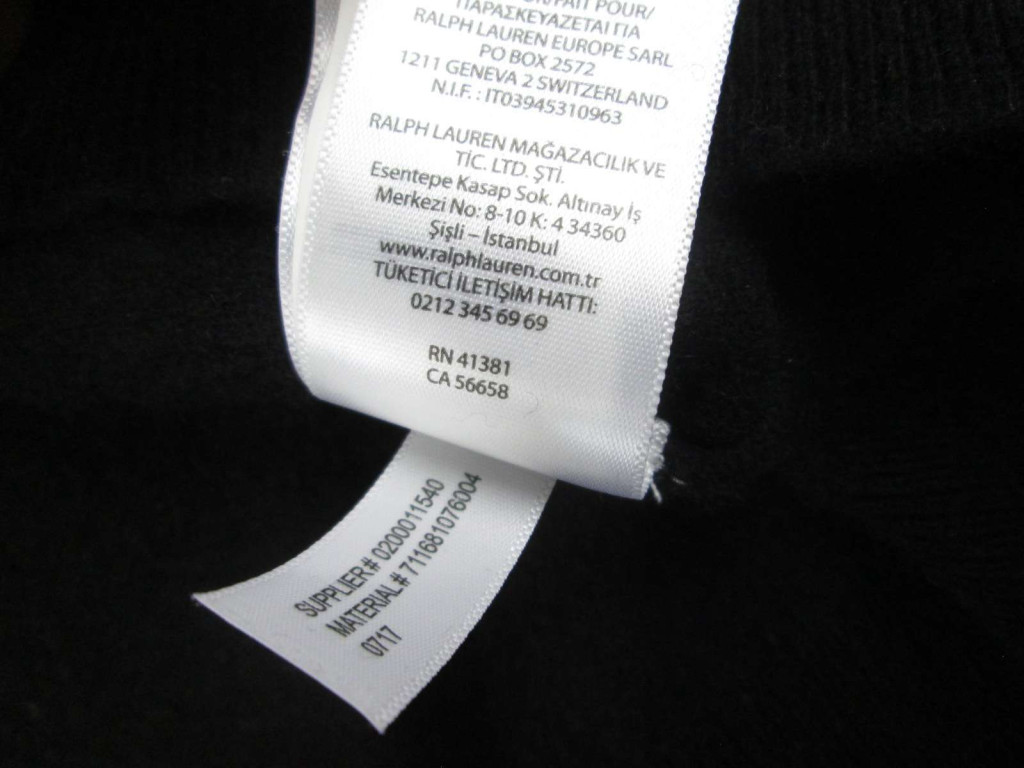 FAIT POUR/
ΠΑΡΑΣΚΕΥΑΖΕΤΑΙ ΓΙΑ
RALPH LAUREN EUROPE SARL
PO BOX 2572
1211 GENEVA 2 SWITZERLAND
N.I.F. : IT03945310963
RALPH LAUREN MAĞAZACILIK VE
TİC. LTD. ŞTİ.
Esentepe Kasap Sok. Altınay İş
Merkezi No: 8-10 K: 4 34360
Şişli – İstanbul
www.ralphlauren.com.tr
TÜKETİCİ İLETİŞİM HATTI:
0212 345 69 69
RN 41381
CA 56658
SUPPLIER# 0200011540
MATERIAL# 711681076004
0717